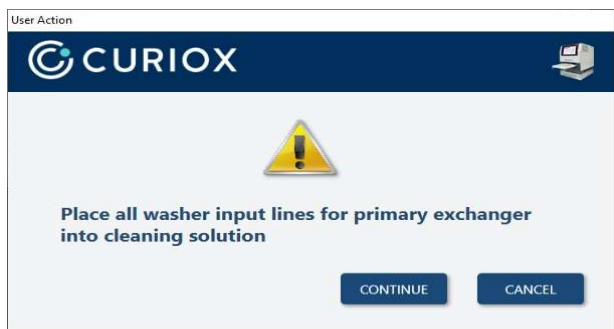 User Action
CURIOX
Place all washer input lines for primary exchanger
into cleaning solution
CONTINUE CANCEL